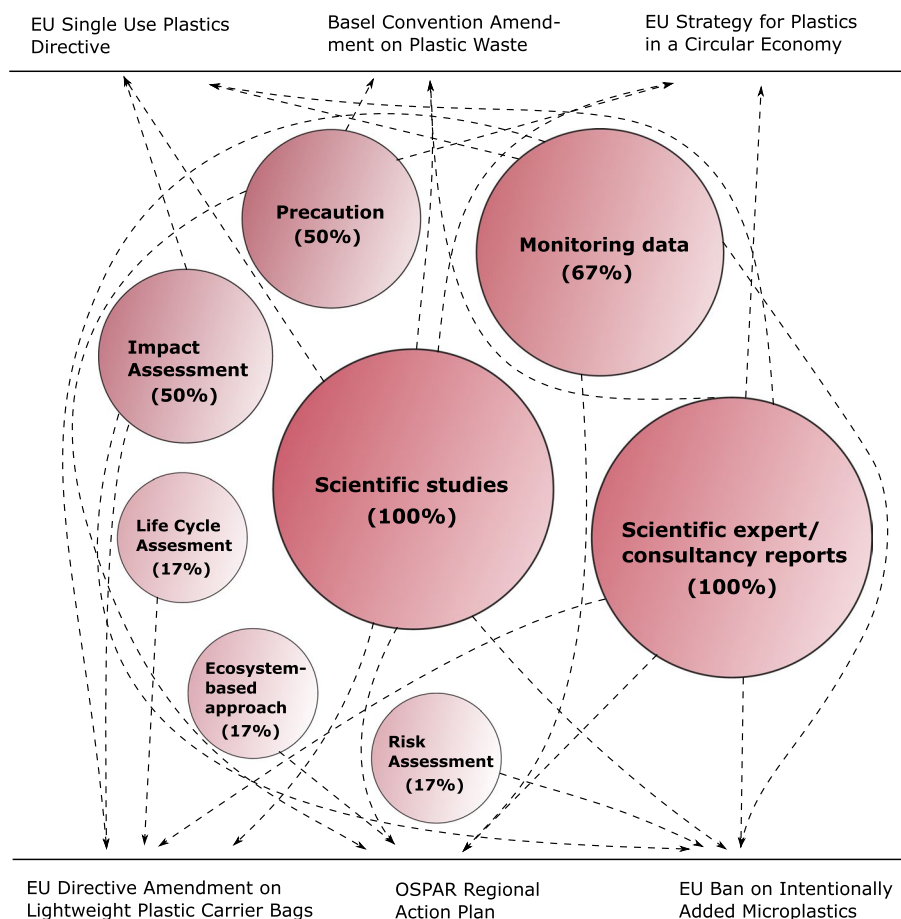 EU Single Use Plastics
Directive
Basel Convention Amend-
ment on Plastic Waste
EU Strategy for Plastics
in a Circular Economy
Precaution
(50%)
Monitoring data
(67%)
Impact
Assessment
(50%)
Scientific studies
(100%)
Scientific expert/
consultancy reports
(100%)
Life Cycle
Assesment
(17%)
Ecosystem-
based
approach
(17%)
Risk
Assessment
(17%)
EU Directive Amendment on
Lightweight Plastic Carrier Bags
OSPAR Regional
Action Plan
EU Ban on Intentionally
Added Microplastics